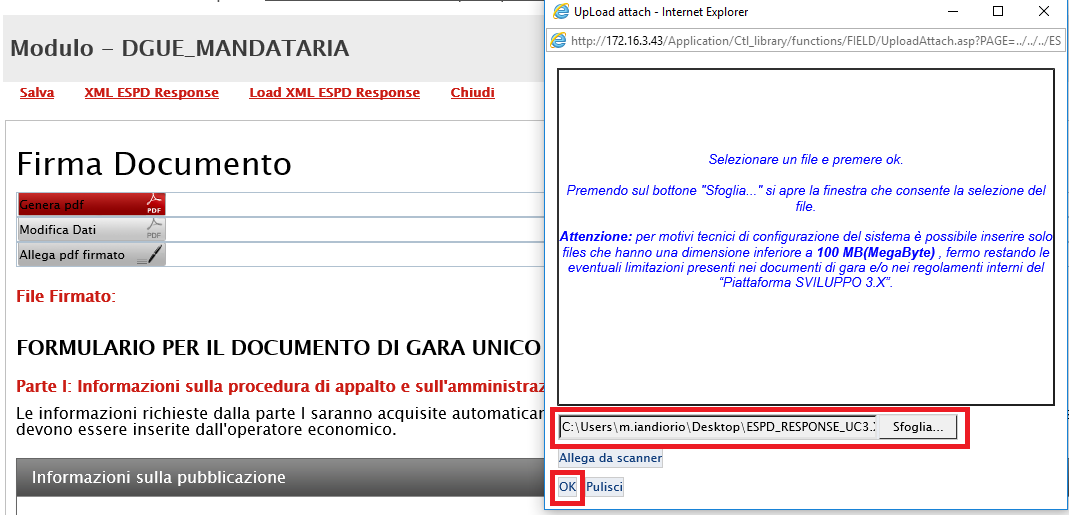 Modulo - DGUE_MANDATARIA
Salva XML ESPD Response Load XML ESPD Response Chiudi
Firma Documento
Genera pdf
PDF
Modifica Dati
PDF
Allega pdf firmato
File Firmato:
FORMULARIO PER IL DOCUMENTO DI GARA UNICO
Parte I: Informazioni sulla procedura di appalto e sull'amministraz
Le informazioni richieste dalla parte I saranno acquisite automaticar
devono essere inserite dall'operatore economico.
Informazioni sulla pubblicazione
UpLoad attach - Internet Explorer
http://172.16.3.43/Application/Ctl_library/functions/FIELD/UploadAttach.asp?PAGE=../../../ES
Selezionare un file e premere ok.
Premendo sul bottone "Sfoglia..." si apre la finestra che consente la selezione del
file.
Attenzione: per motivi tecnici di configurazione del sistema è possibile inserire solo
files che hanno una dimensione inferiore a 100 MB(MegaByte) , fermo restando le
eventuali limitazioni presenti nei documenti di gara e/o nei regolamenti interni del
"Piattaforma SVILUPPO 3.X".
C:\Users\m.iandiorio\Desktop\ESPD_RESPONSE_UC3.X Sfoglia...
Allega da scanner
OK Pulisci